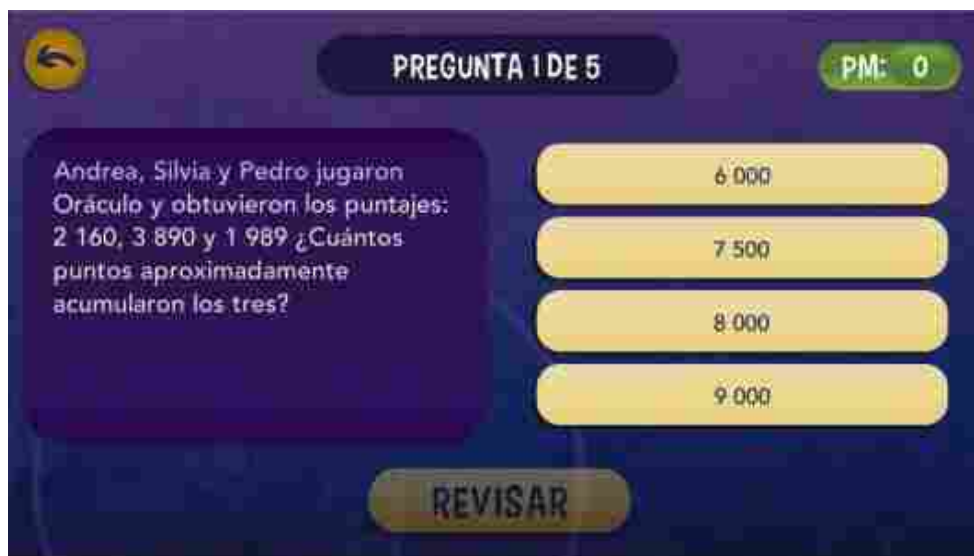 PREGUNTA 1 DE 5
PM: 0
Andrea, Silvia y Pedro jugaron
Oráculo y obtuvieron los puntajes:
2 160, 3 890 y 1 989 ¿Cuántos
puntos aproximadamente
acumularon los tres?
6 000
7 500
8 000
9 000
REVISAR